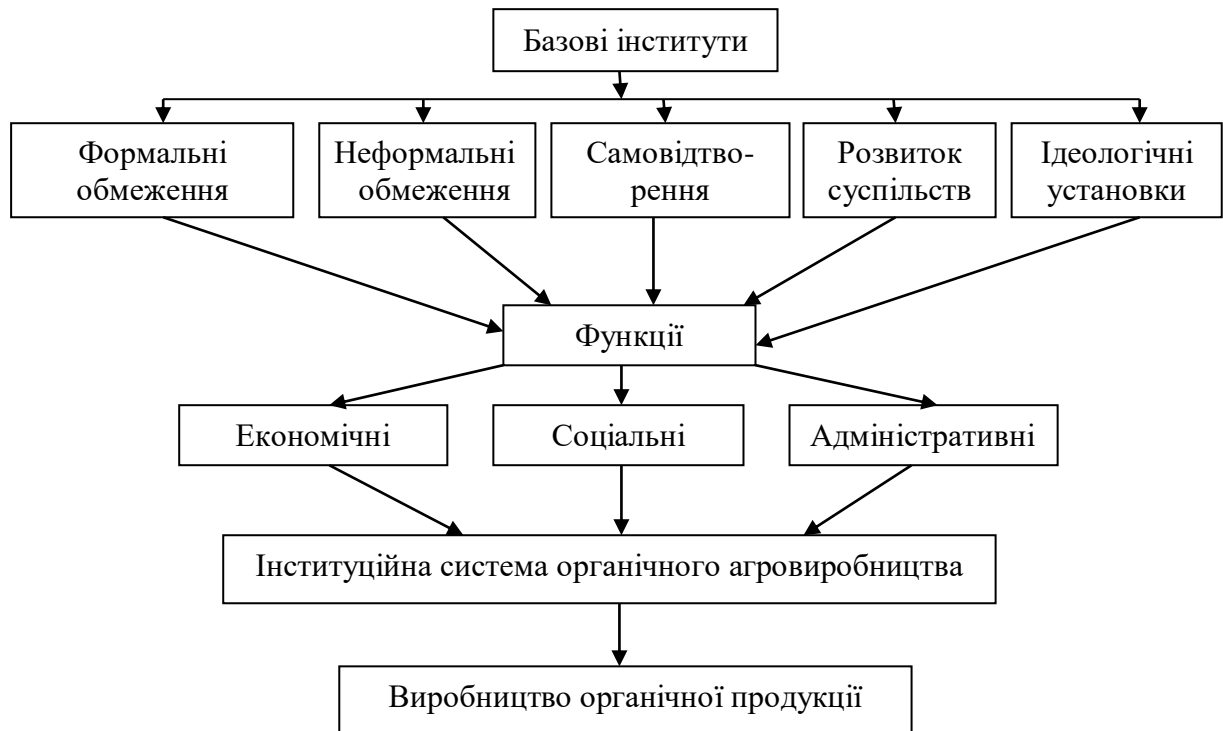 Базові інститути
Формальні
обмеження
Неформальні
обмеження
Самовідтво-
рення
Розвиток
суспільств
Ідеологічні
установки
Функції
Економічні
Соціальні
Адміністративні
Інституційна система органічного агровиробництва
Виробництво органічної продукції